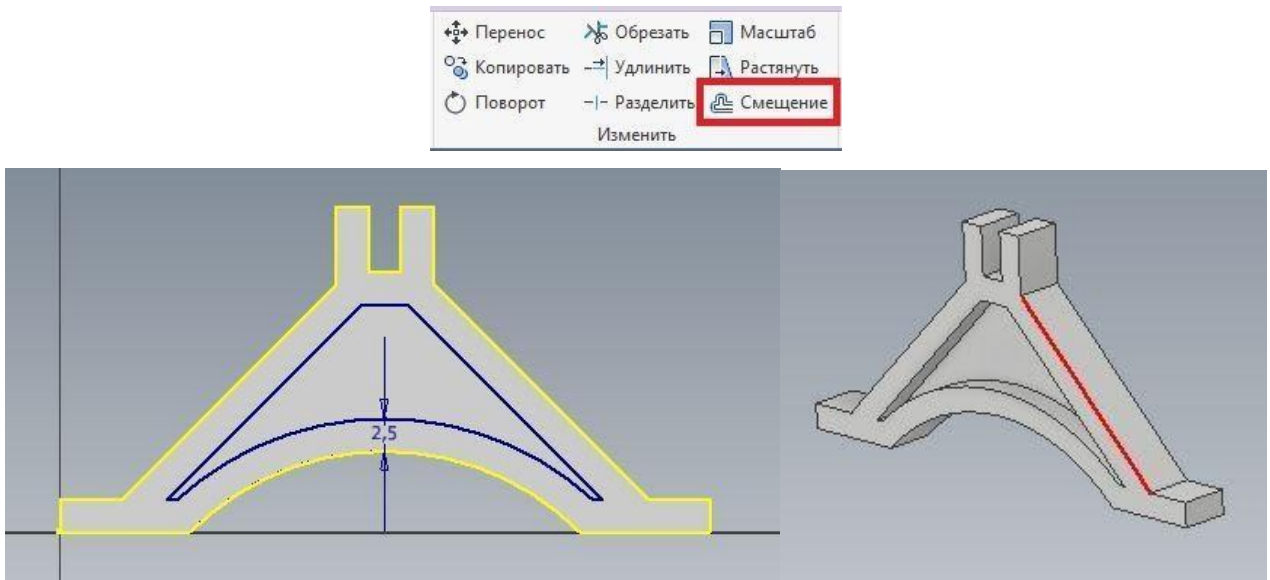 Перенос Обрезать Масштаб
Копировать Удлинить Растянуть
Поворот Разделить Смещение
Изменить
2,5